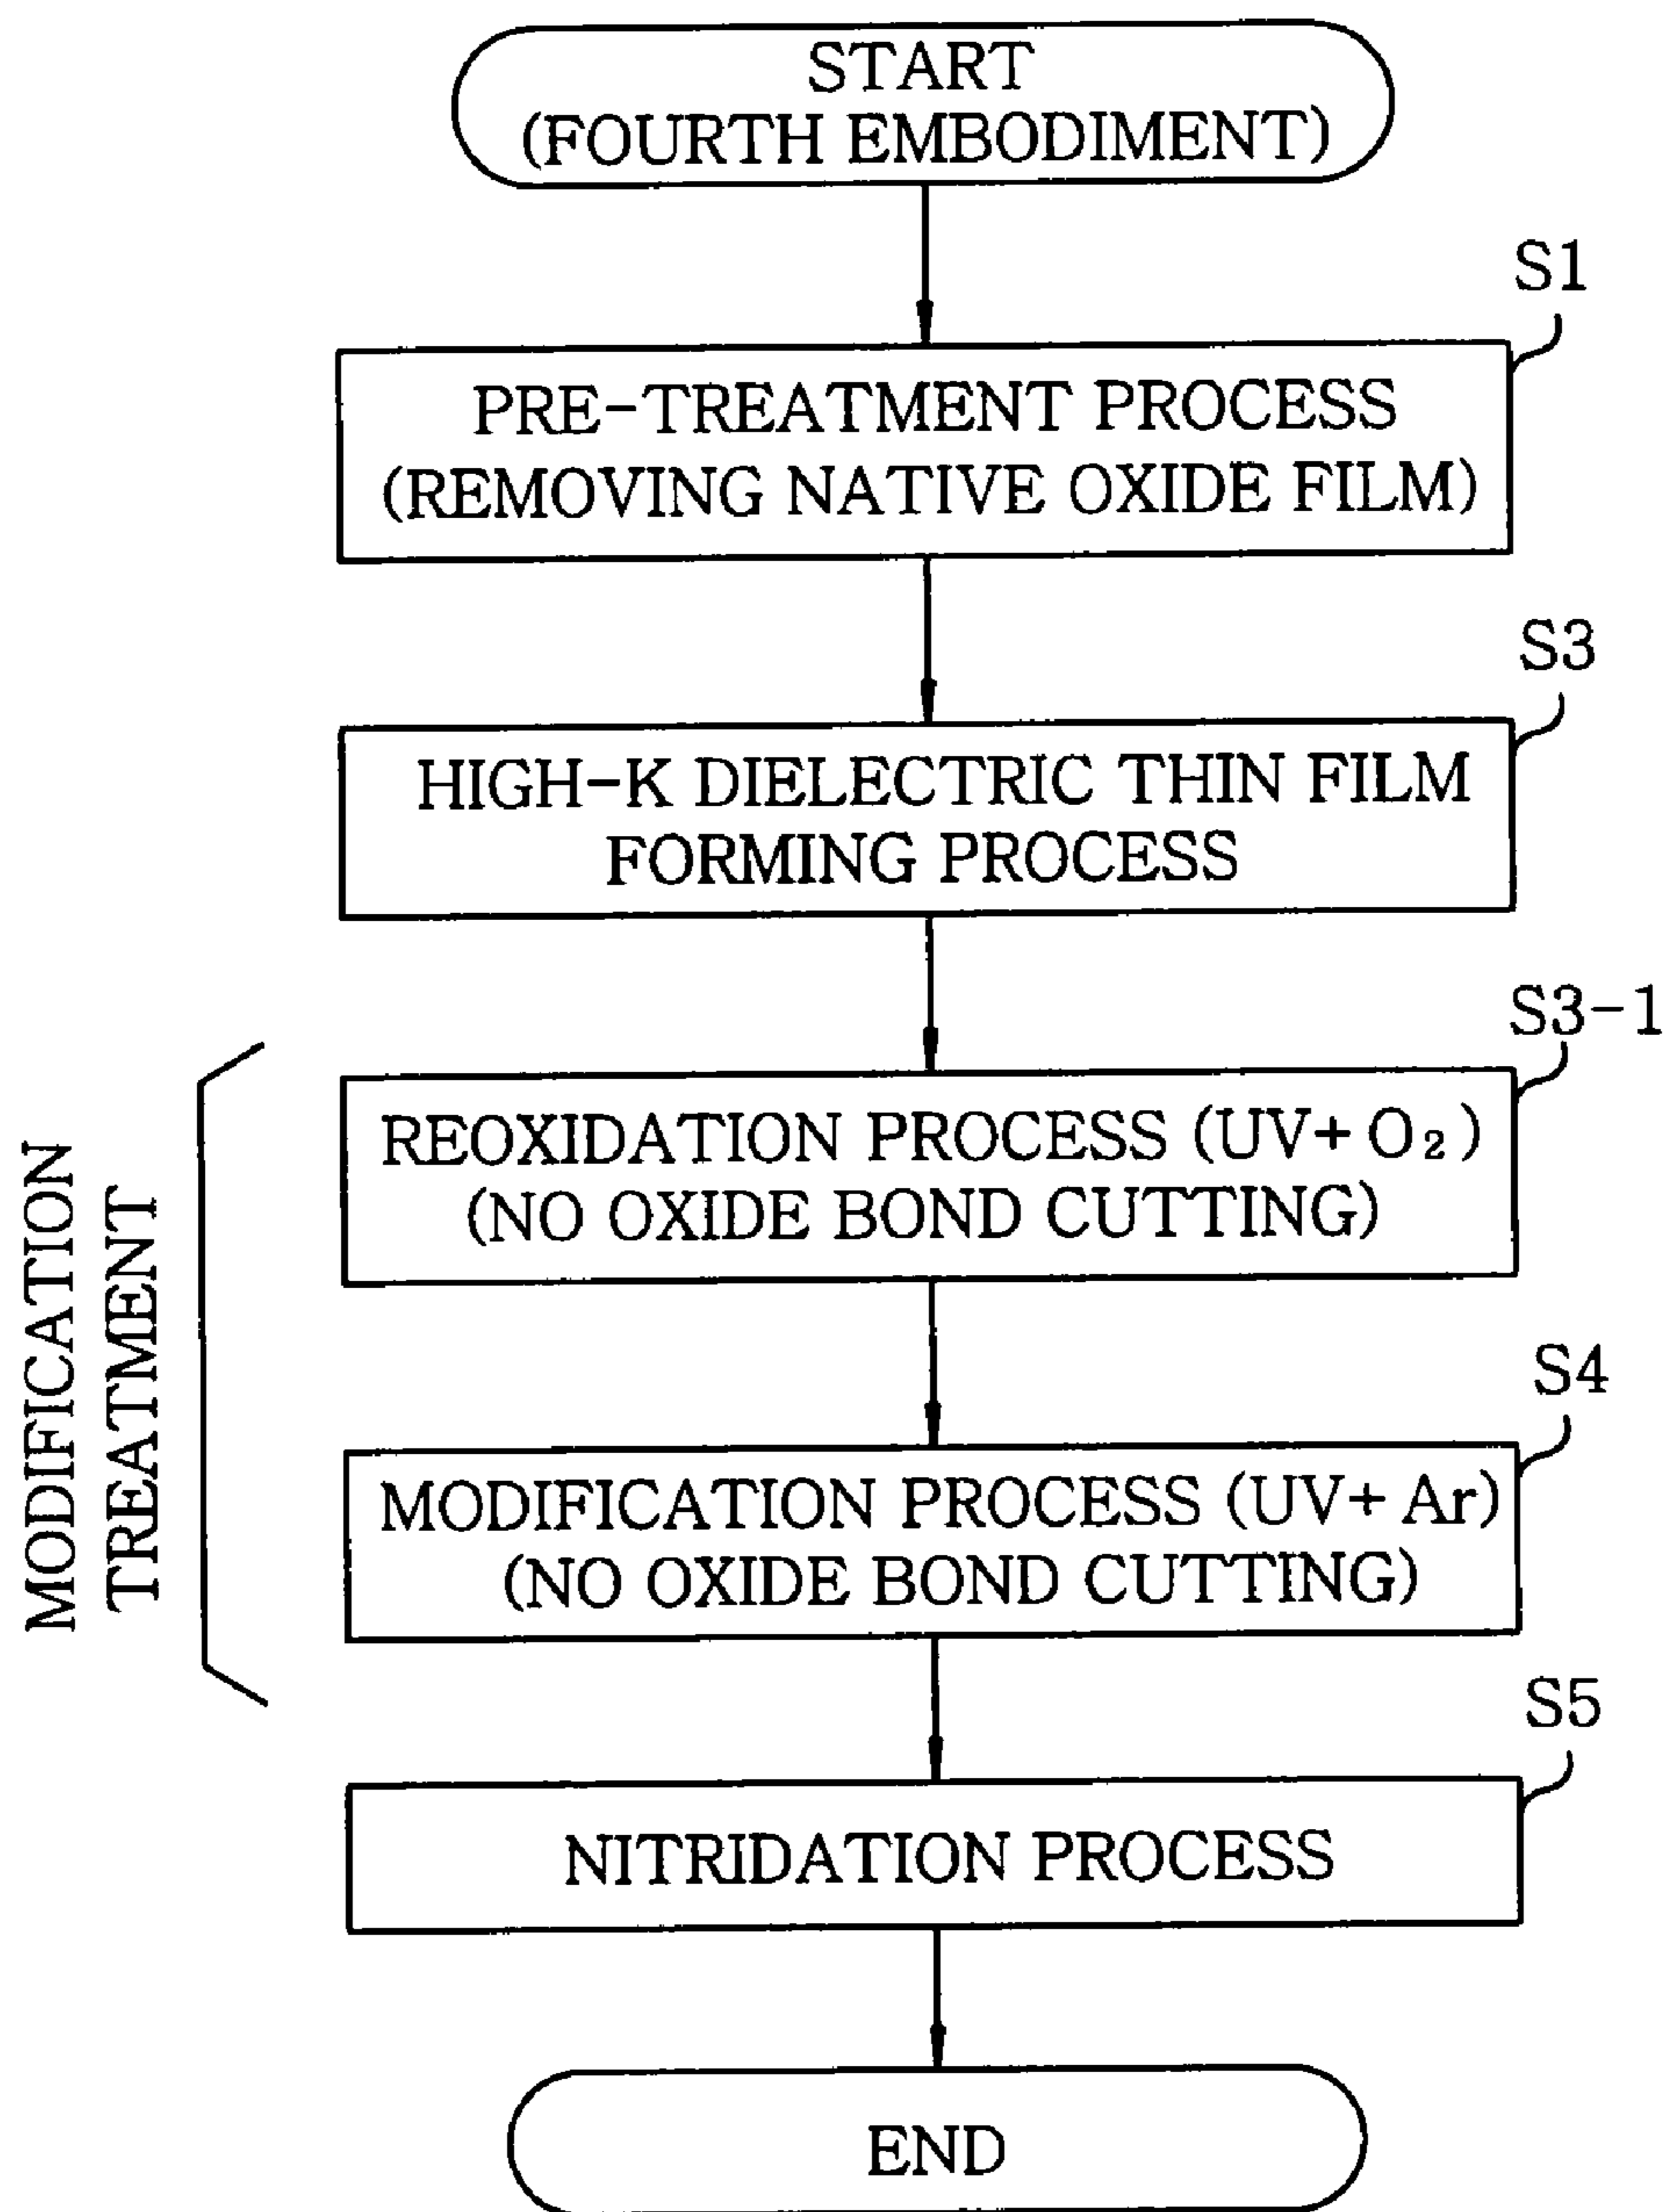 START
(FOURTH EMBODIMENT)
S1
PRE-TREATMENT PROCESS
(REMOVING NATIVE OXIDE FILM)
S3
HIGH-K DIELECTRIC THIN FILM
FORMING PROCESS
S3-1
REOXIDATION PROCESS (UV+ O₂)
(NO OXIDE BOND CUTTING)
MODIFICATION
TREATMENT
S4
MODIFICATION PROCESS (UV+ Ar)
(NO OXIDE BOND CUTTING)
S5
NITRIDATION PROCESS
END